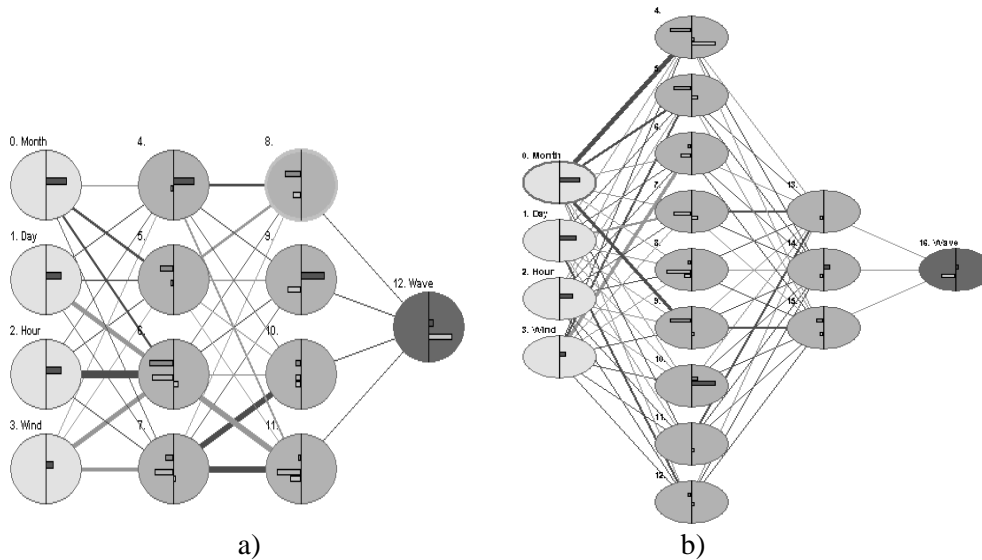 0. Month
4.
8.
1. Day
5.
9.
12. Wave
2. Hour
6.
10.
3. Wind
7.
11.
a)
4.
5.
6.
0. Month
7.
13.
1. Day
8.
14.
16. Wave
2. Hour
9.
15.
3. Wind
10.
11.
12.
b)